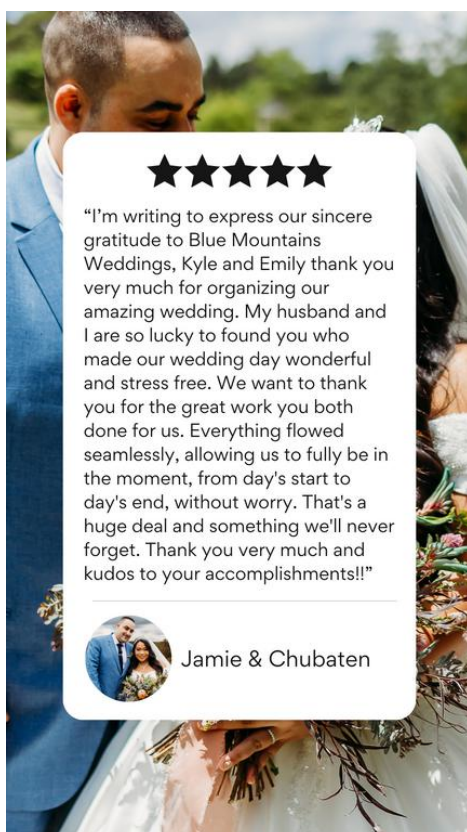 “I’m writing to express our sincere
gratitude to Blue Mountains
Weddings, Kyle and Emily thank you
very much for organizing our
amazing wedding. My husband and
I are so lucky to found you who
made our wedding day wonderful
and stress free. We want to thank
you for the great work you both
done for us. Everything flowed
seamlessly, allowing us to fully be in
the moment, from day's start to
day's end, without worry. That's a
huge deal and something we'll never
forget. Thank you very much and
kudos to your accomplishments!!”
Jamie & Chubaten